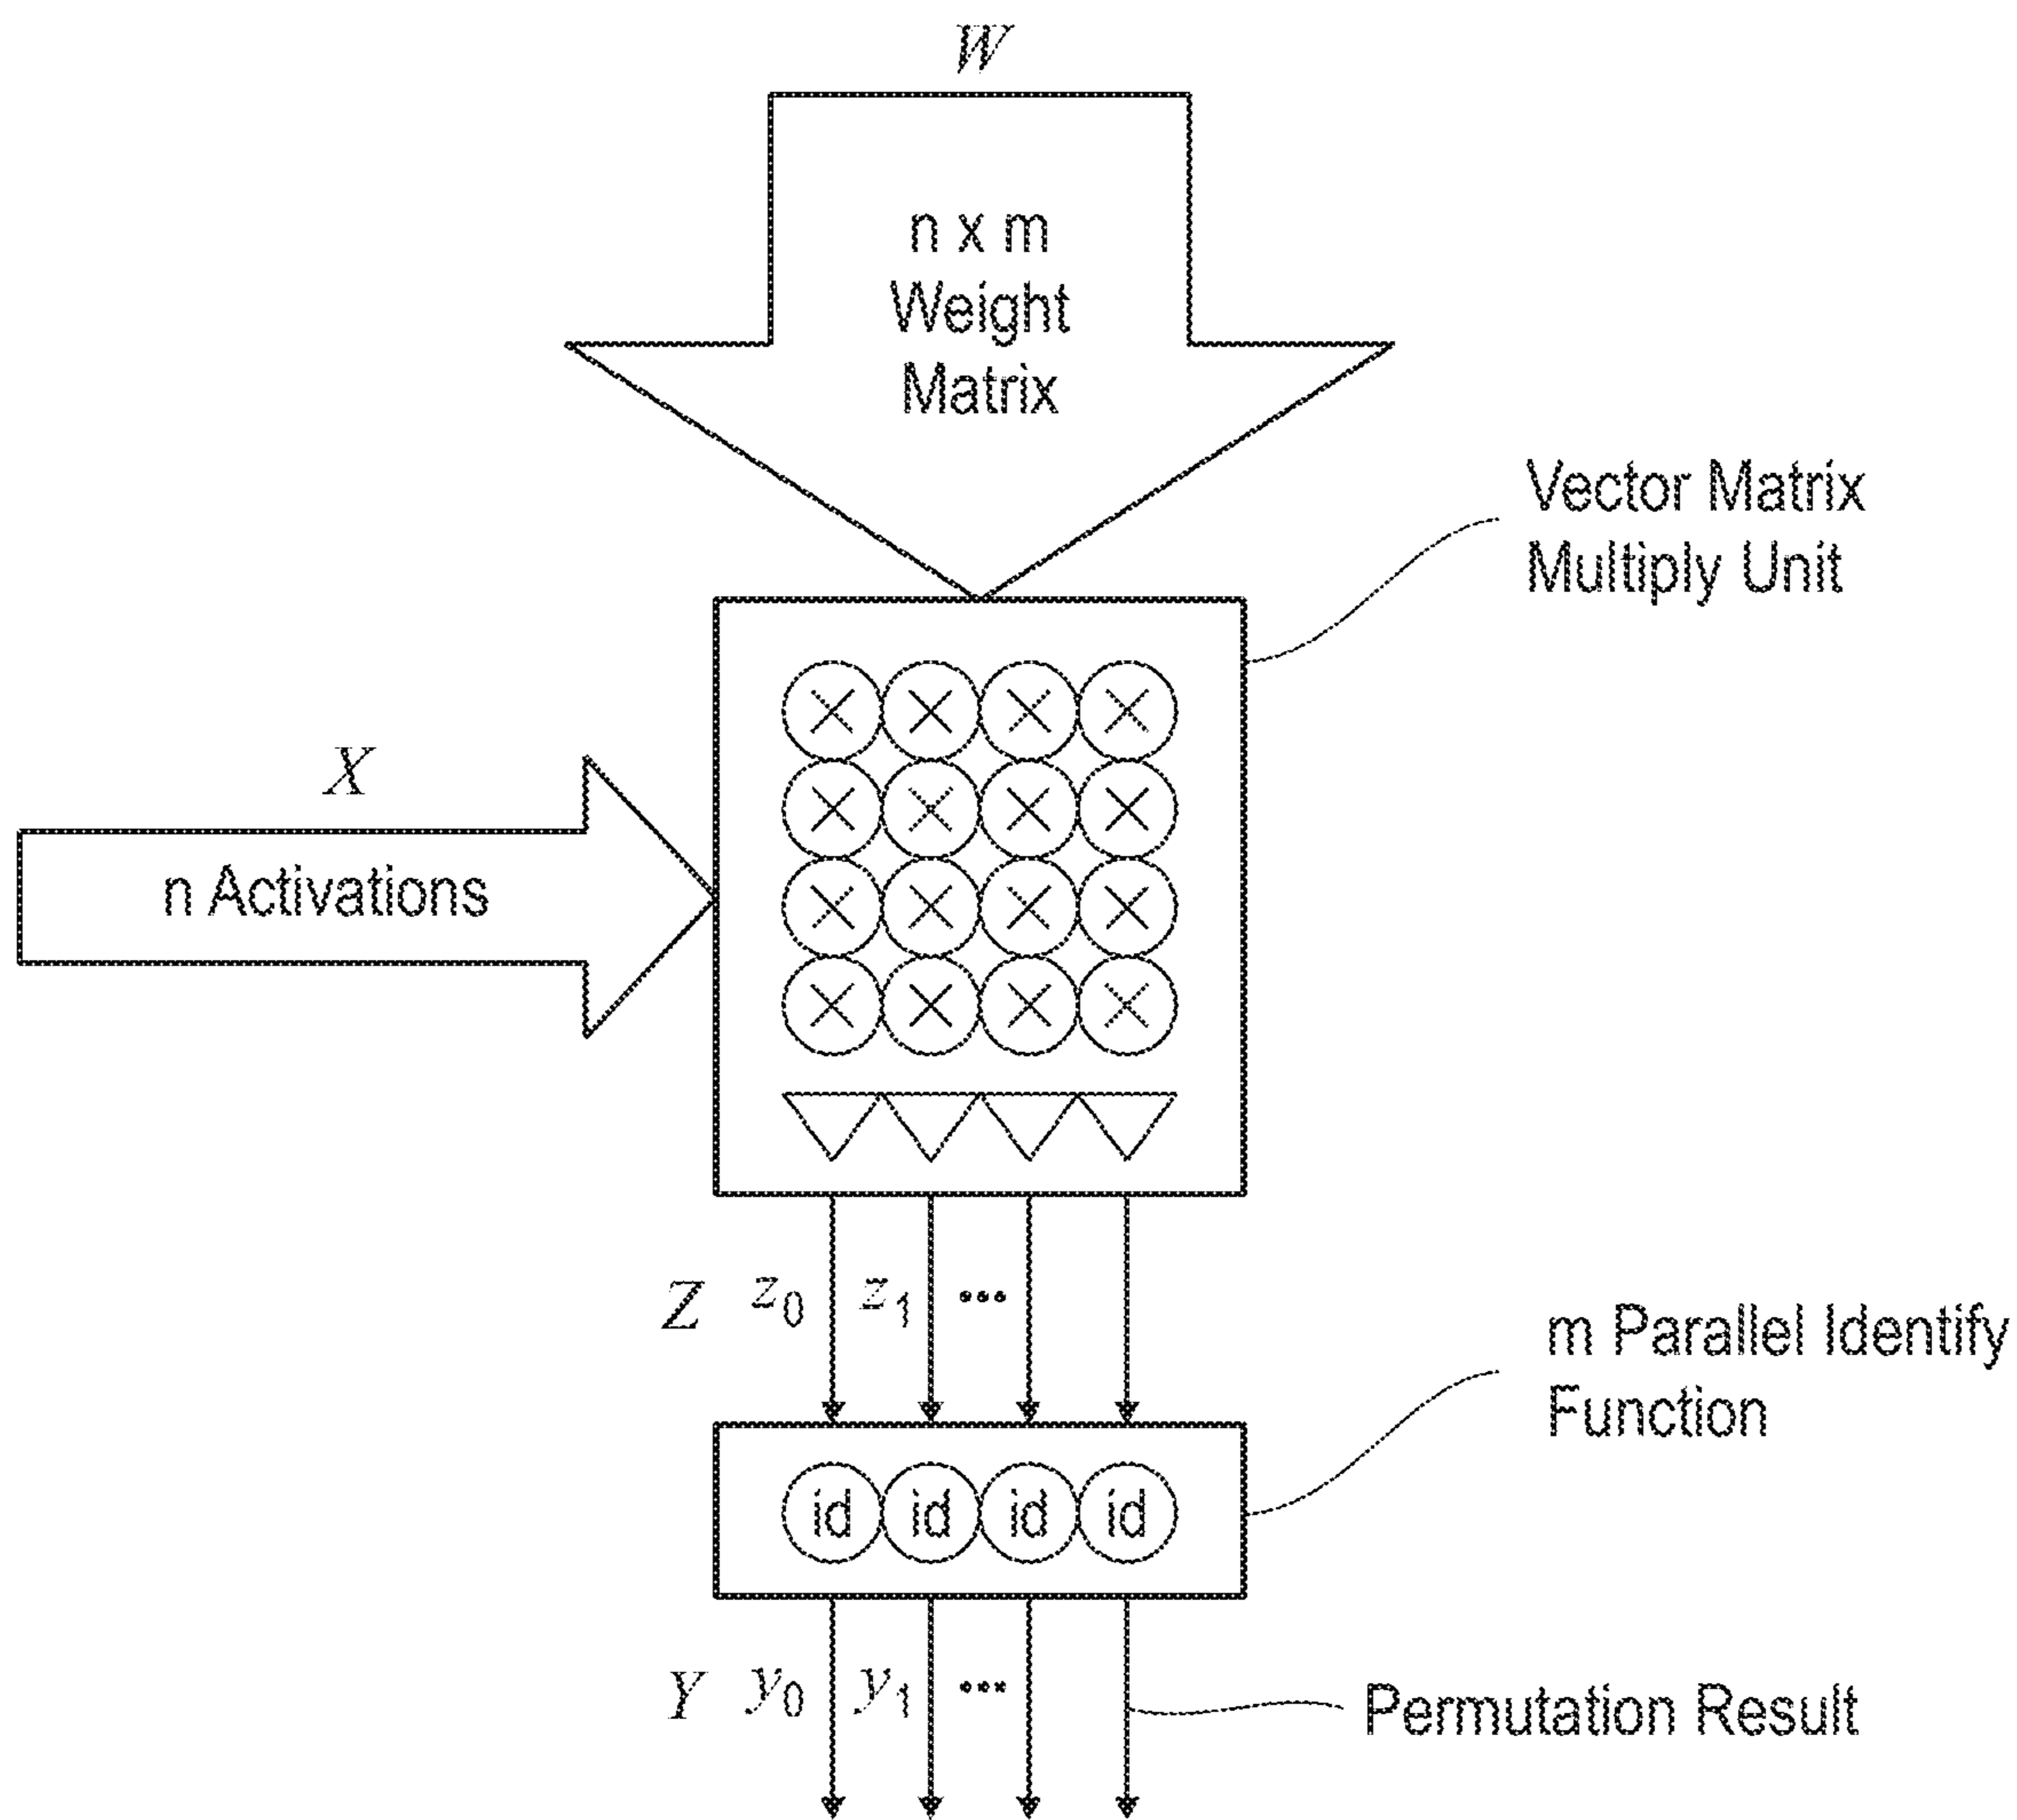 W
n x m
Weight
Matrix
Vector Matrix
Multiply Unit
X
n Activations
Z z0 z1 ...
m Parallel Identify
Function
id id id id
Y y0 y1 ...
Permutation Result